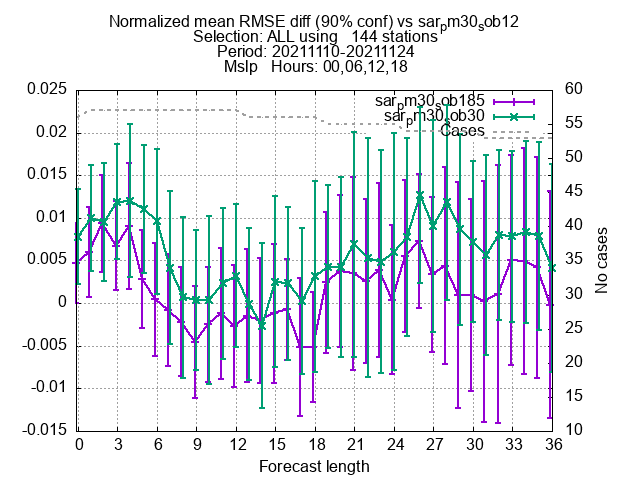 Normalized mean RMSE diff (90% conf) vs sarpm30sob12
Selection: ALL using 144 stations
Period: 20211110-20211124
Mslp Hours: 00,06,12,18
sarpm30sob185
sarpm30sob30
Cases
0.025
0.02
0.015
0.01
0.005
0
-0.005
-0.01
-0.015
60
55
50
45
40
35
30
25
20
15
10
No cases
0 3 6 9 12 15 18 21 24 27 30 33 36
Forecast length